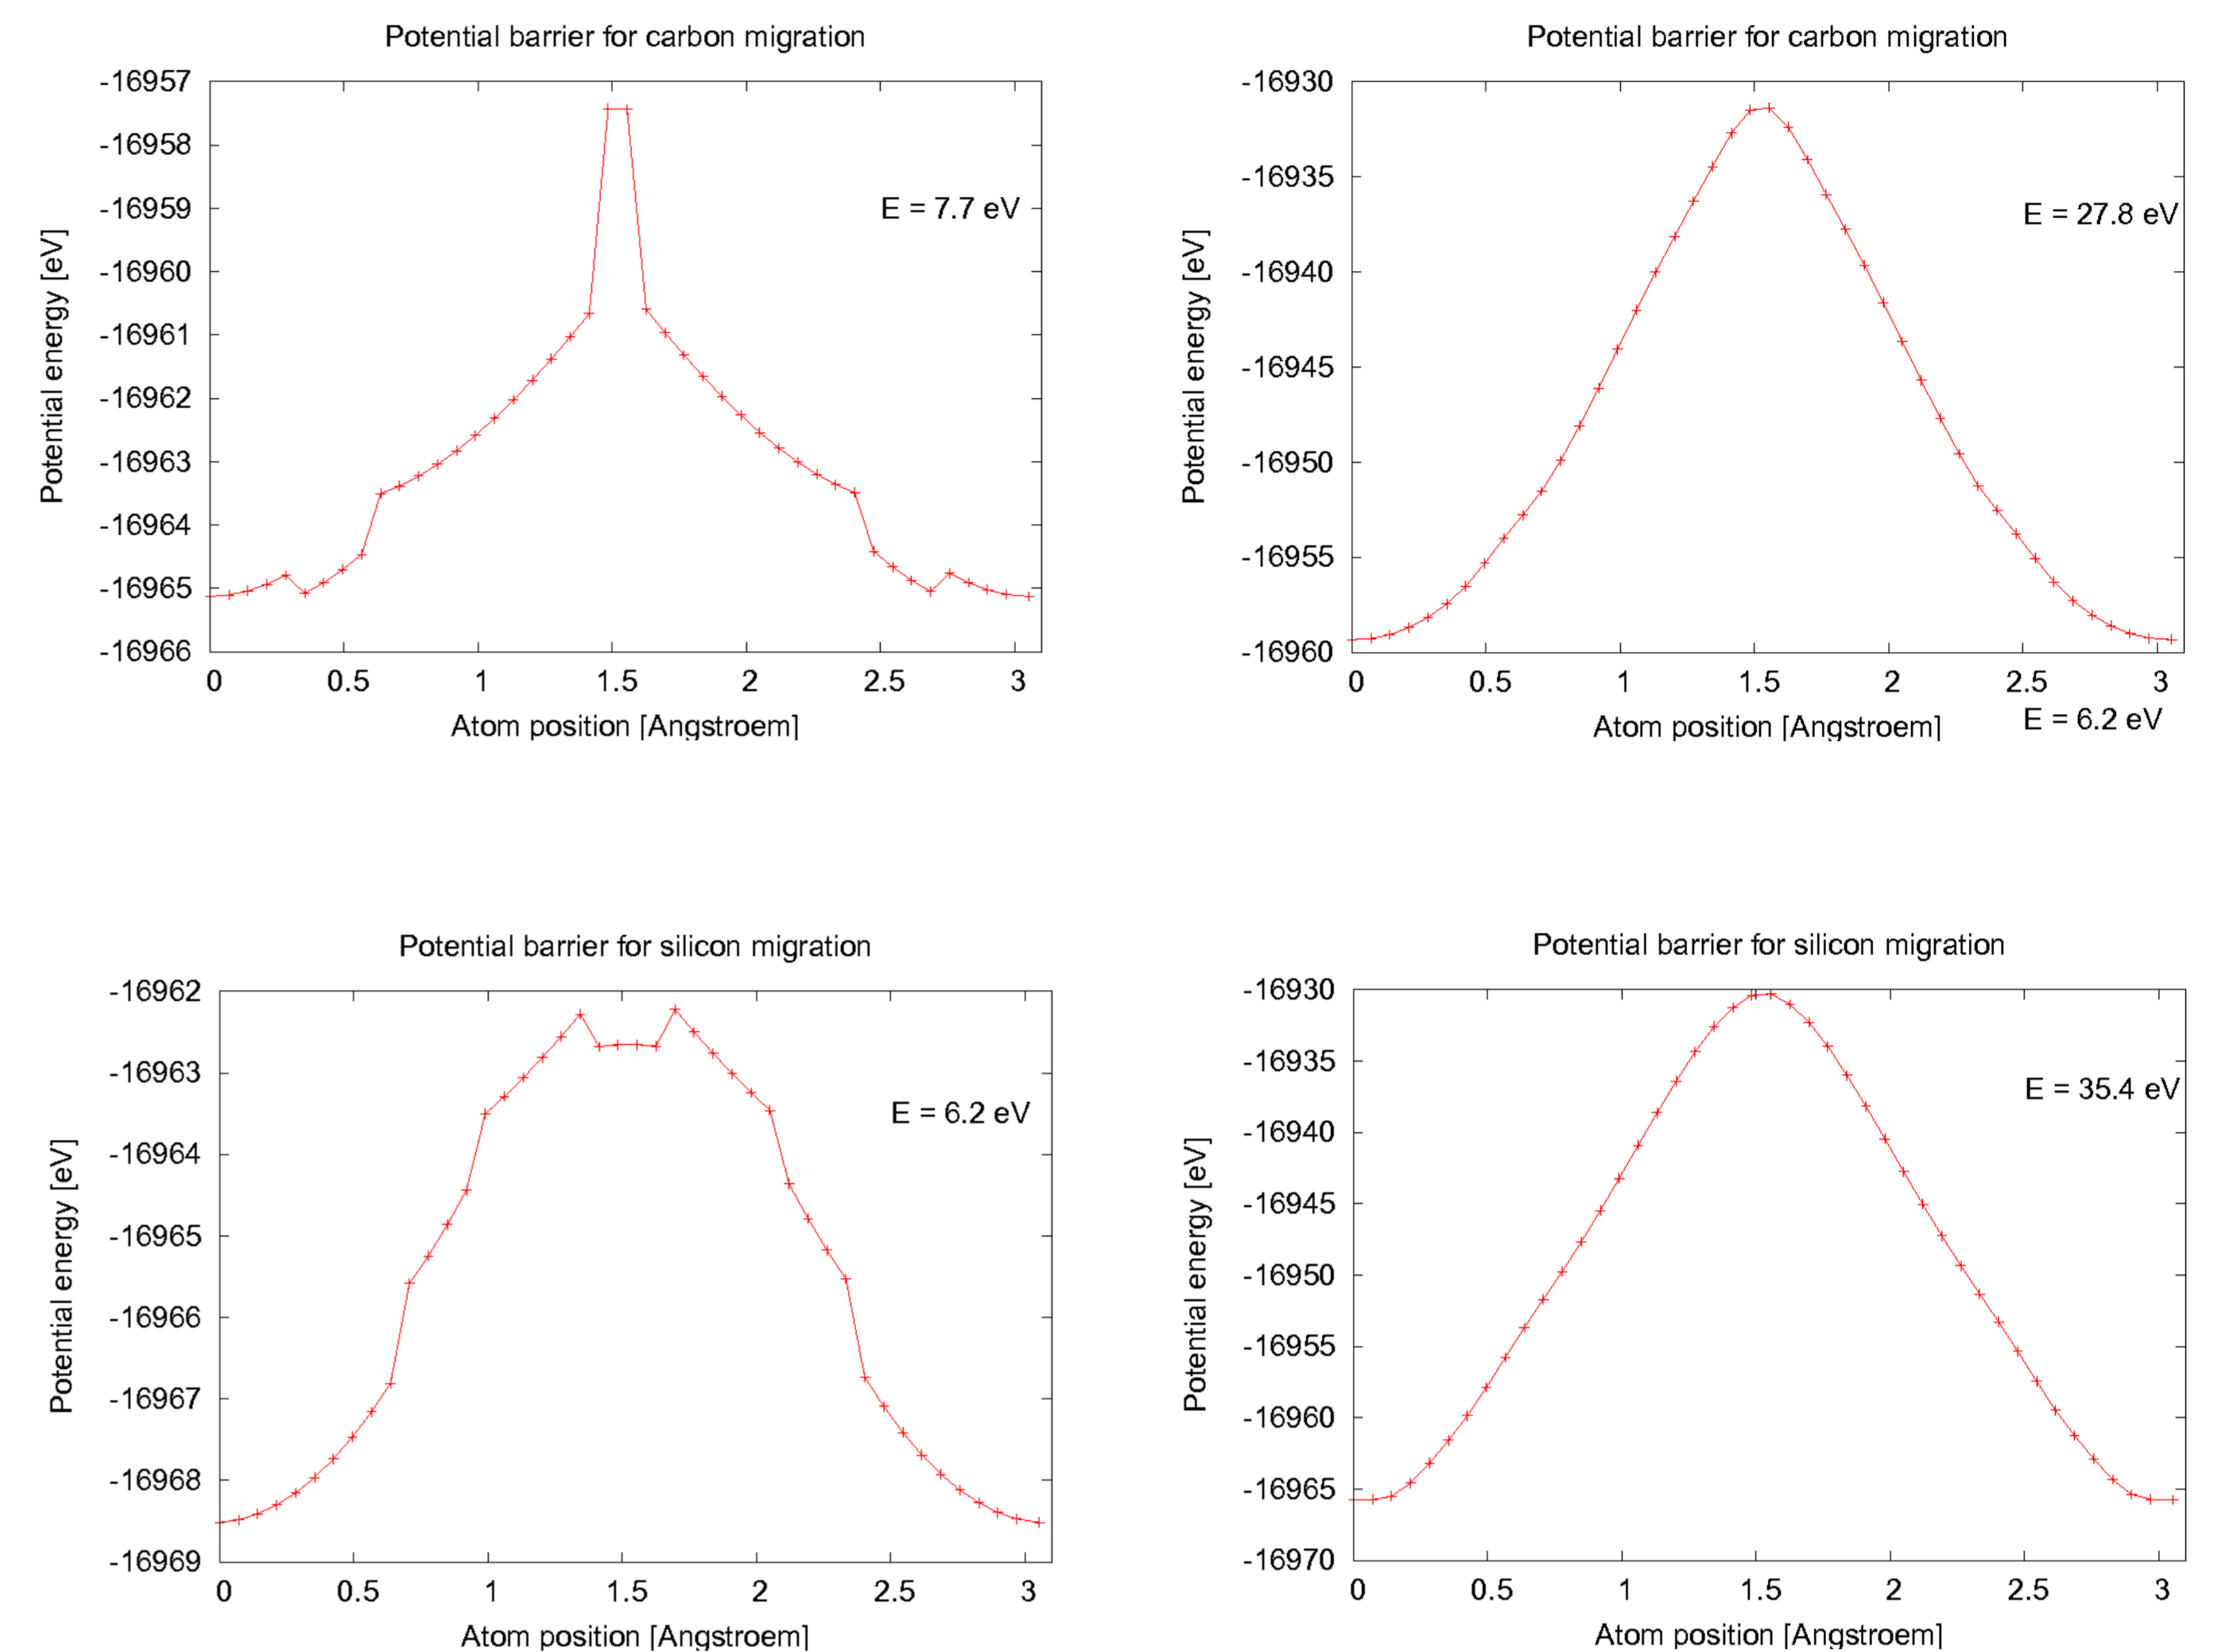 Potential barrier for carbon migration
-16957
-16958
-16959
-16960
-16961
-16962
-16963
-16964
-16965
-16966
Potential energy [eV]
E = 7.7 eV
0 0.5 1 1.5 2 2.5 3
Atom position [Angstroem]
Potential barrier for carbon migration
-16930
-16935
-16940
-16945
-16950
-16955
-16960
Potential energy [eV]
E = 27.8 eV
0 0.5 1 1.5 2 2.5 3
Atom position [Angstroem]
E = 6.2 eV
Potential barrier for silicon migration
-16962
-16963
-16964
-16965
-16966
-16967
-16968
-16969
Potential energy [eV]
E = 6.2 eV
0 0.5 1 1.5 2 2.5 3
Atom position [Angstroem]
Potential barrier for silicon migration
-16930
-16935
-16940
-16945
-16950
-16955
-16960
-16965
-16970
Potential energy [eV]
E = 35.4 eV
0 0.5 1 1.5 2 2.5 3
Atom position [Angstroem]